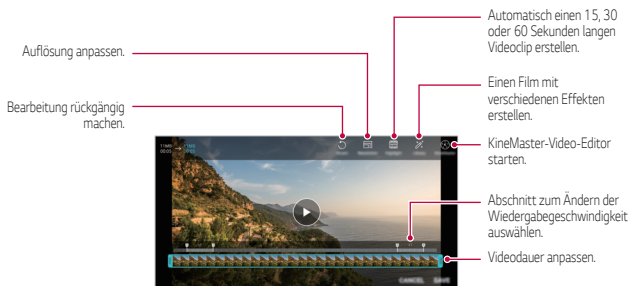 Automatisch einen 15, 30
oder 60 Sekunden langen
Videoclip erstellen.
Auflösung anpassen.
Einen Film mit
verschiedenen Effekten
erstellen.
Bearbeitung rückgängig
machen.
KineMaster-Video-Editor
starten.
Abschnitt zum Ändern der
Wiedergabegeschwindigkeit
auswählen.
Videodauer anpassen.
CANCEL SAVE